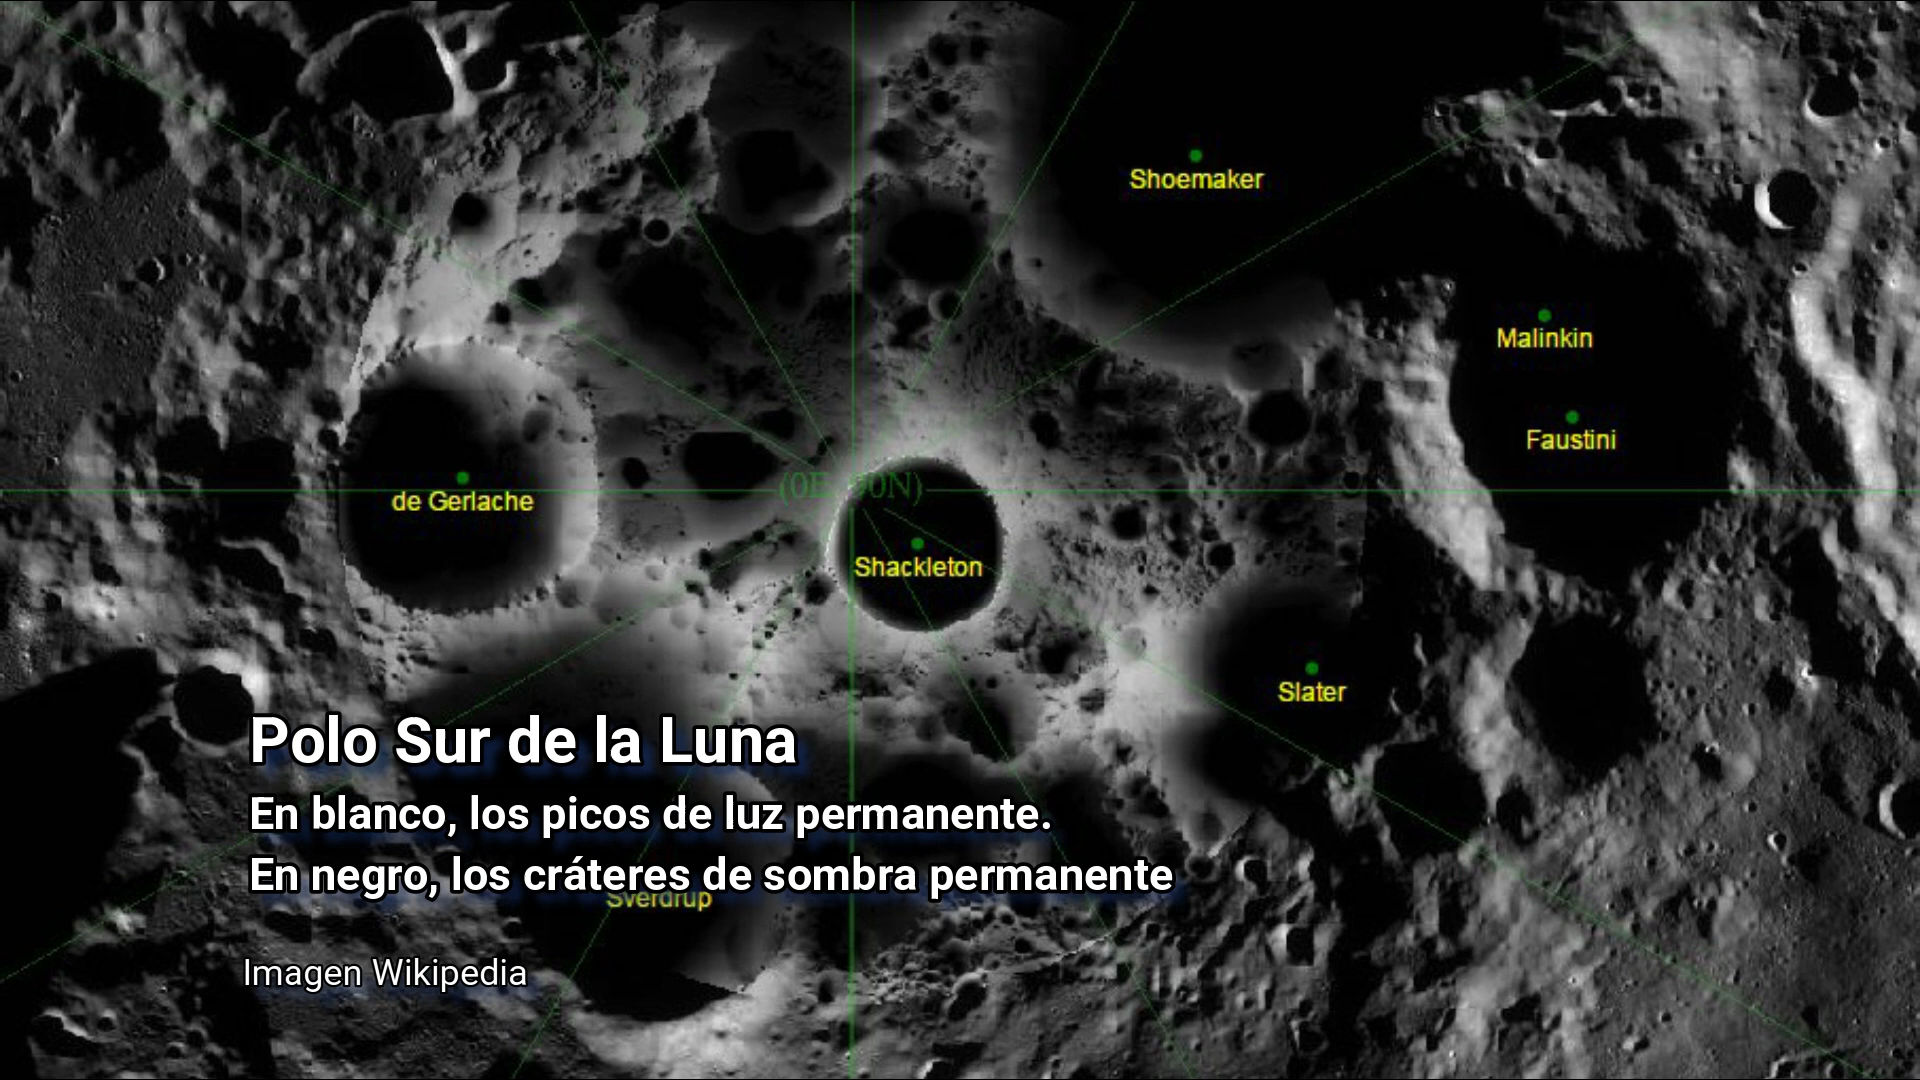 Shoemaker
Malinkin
Faustini
de Gerlache
Shackleton
Slater
Polo Sur de la Luna
En blanco, los picos de luz permanente.
En negro, los cráteres de sombra permanente
Sverdrup
Imagen Wikipedia